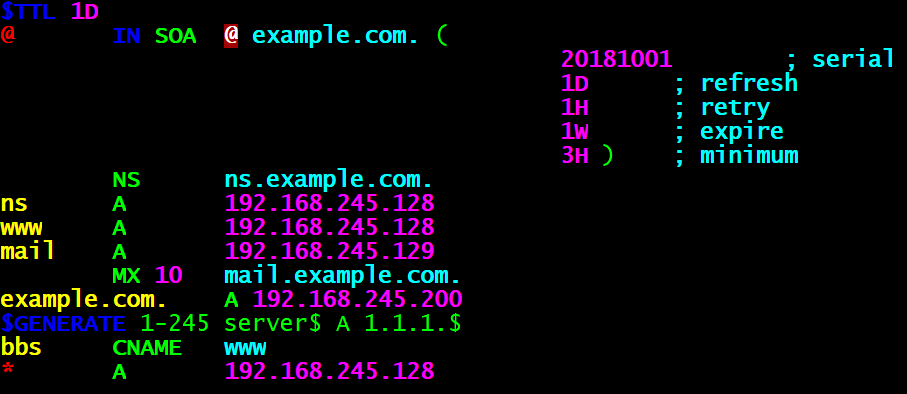 $TTL 1D
@ IN SOA @ example.com. (
20181001 ; serial
1D ; refresh
1H ; retry
1W ; expire
3H ) ; minimum
NS ns.example.com.
ns A 192.168.245.128
www A 192.168.245.128
mail A 192.168.245.129
MX 10 mail.example.com.
example.com. A 192.168.245.200
$GENERATE 1-245 server$ A 1.1.1.$
bbs CNAME www
* A 192.168.245.128